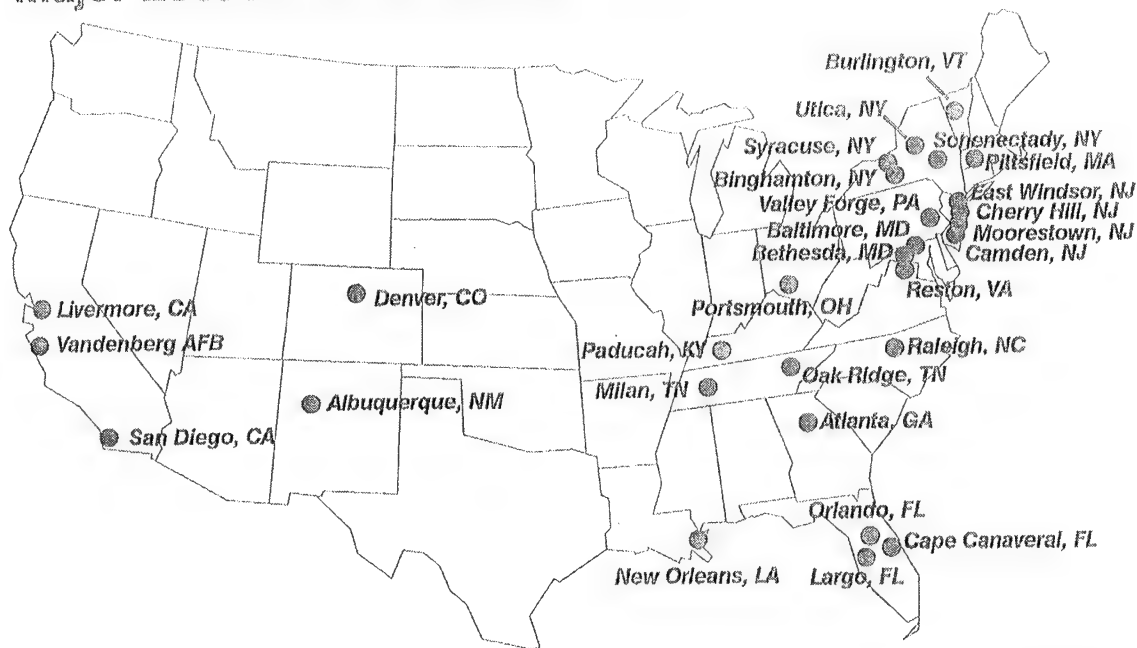 Burlington, VT
Utica, NY
Schenectady, NY
Syracuse, NY
Pittsfield, MA
Binghamton, NY
East Windsor, NJ
Valley Forge, PA
Cherry Hill, NJ
Baltimore, MD
Moorestown, NJ
Bethesda, MD
Camden, NJ
Reston, VA
Denver, CO
Livermore, CA
Portsmouth, OH
Vandenberg AFB
Paducah, KY
Raleigh, NC
Oak Ridge, TN
Milan, TN
Albuquerque, NM
Atlanta, GA
San Diego, CA
Orlando, FL
Cape Canaveral, FL
New Orleans, LA
Largo, FL